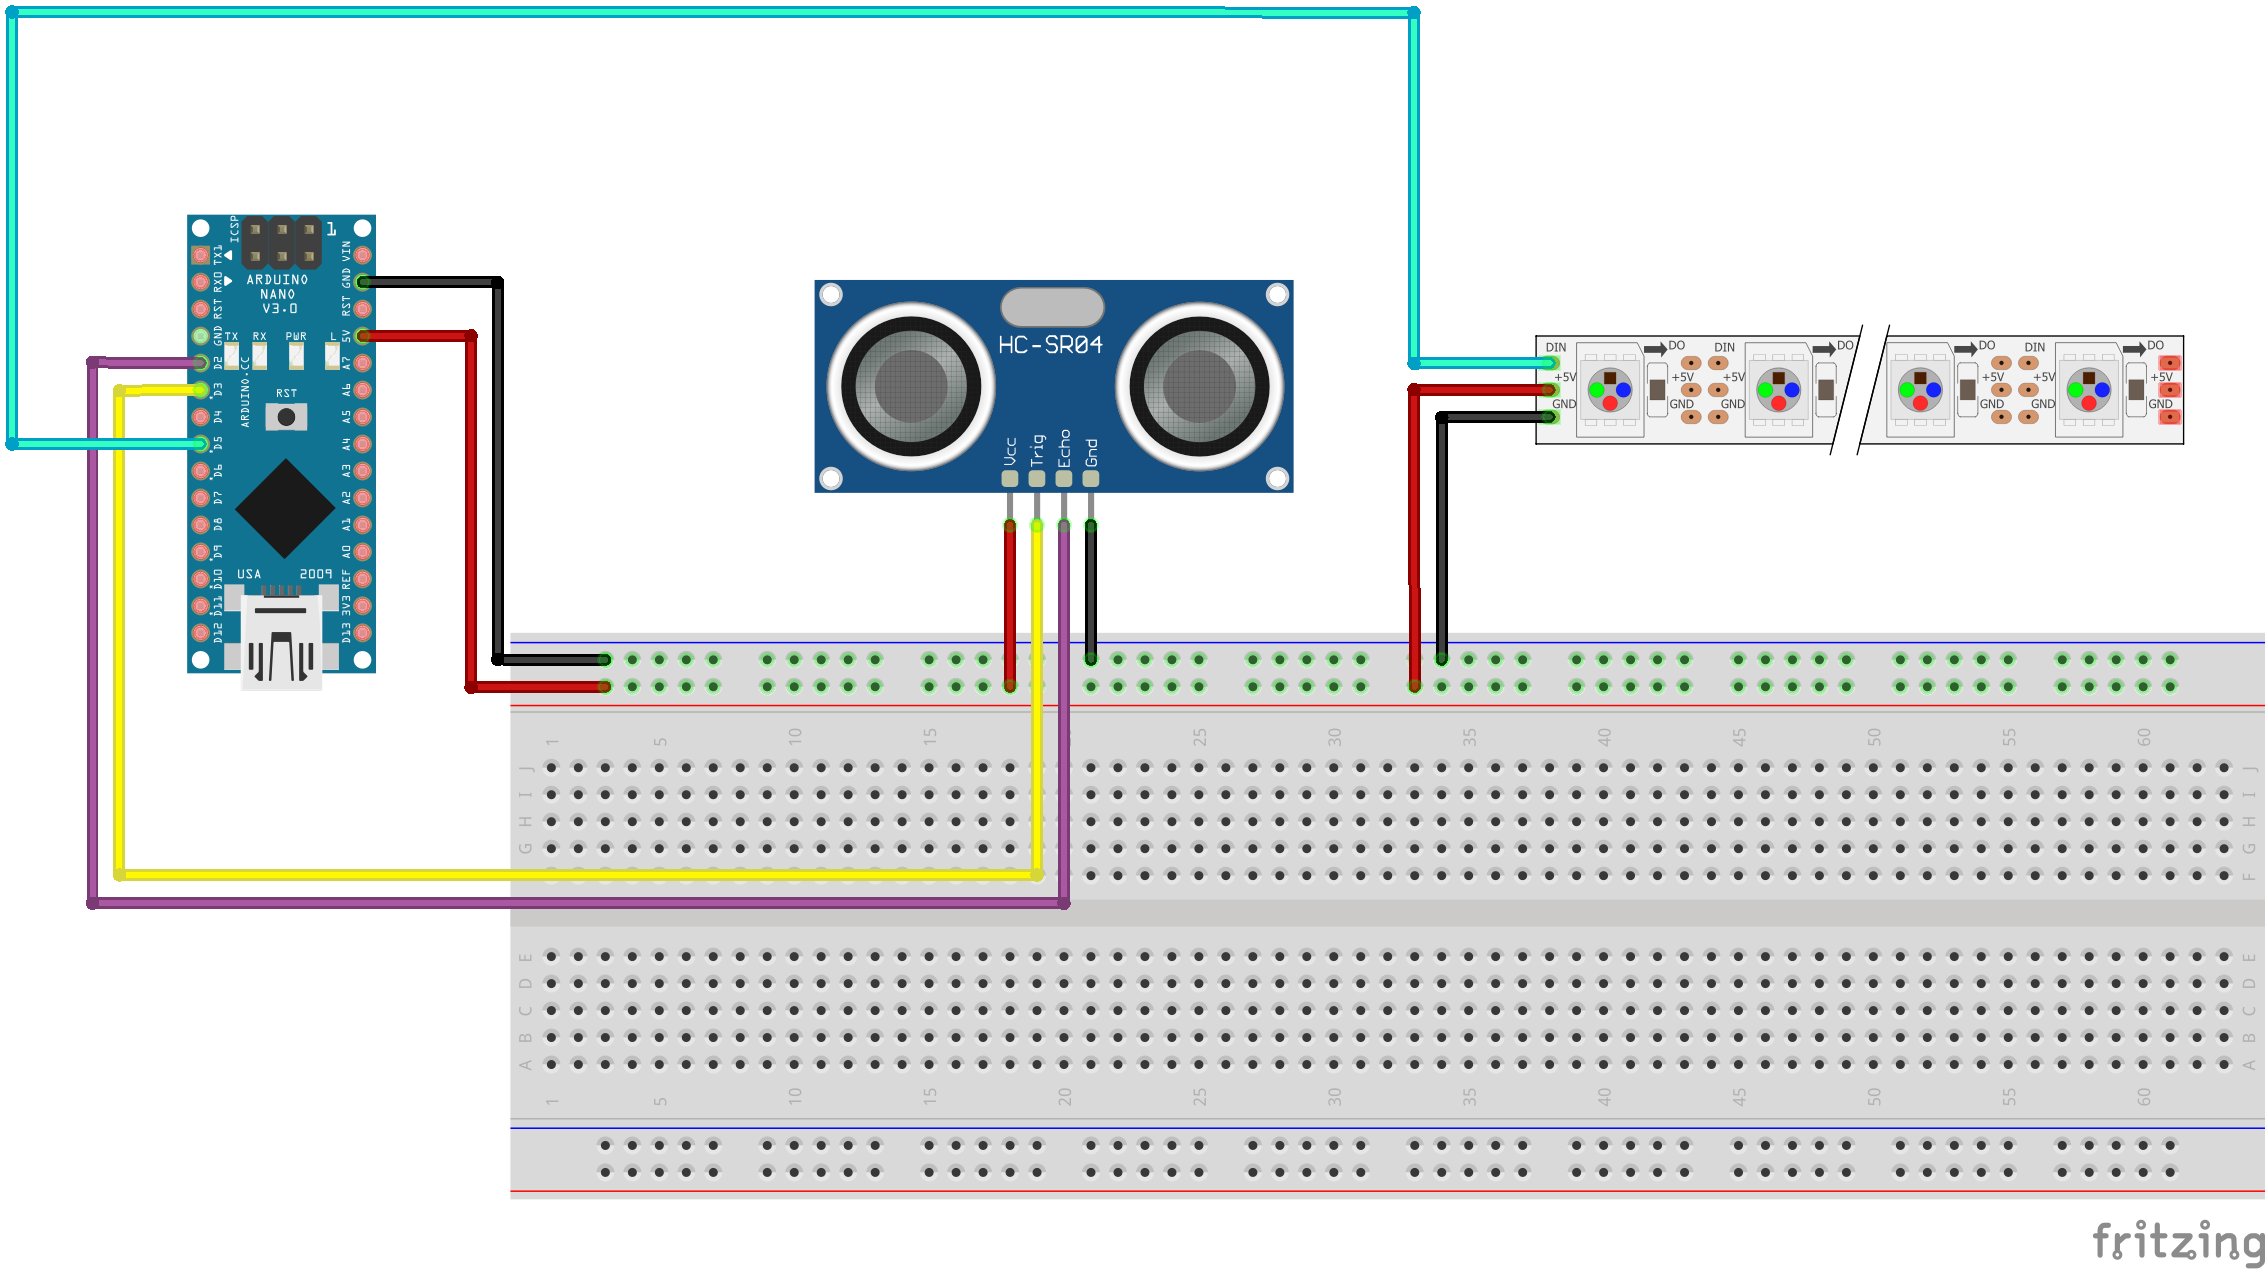 ICSP
1
TX1
RX0
RST
GND
D2
D3
D4
D5
D6
D7
D8
D9
D10
D11
D12
VIN
GND
RST
5V
A7
A6
A5
A4
A3
A2
A1
A0
REF
3V3
D13
ARDUINO
NANO
V3.0
TX RX PWR L
ARDUINO.CC
RST
USA 2009
HC-SR04
Vcc Trig Echo Gnd
DIN DO DIN DO DO DIN DO
+5V +5V +5V +5V +5V +5V
GND GND GND GND GND GND
1 5 10 15 25 30 35 40 45 50 55 60
J J
I I
H H
G G
F F
E E
D D
C C
B B
A A
1 5 10 15 20 25 30 35 40 45 50 55 60
fritzing